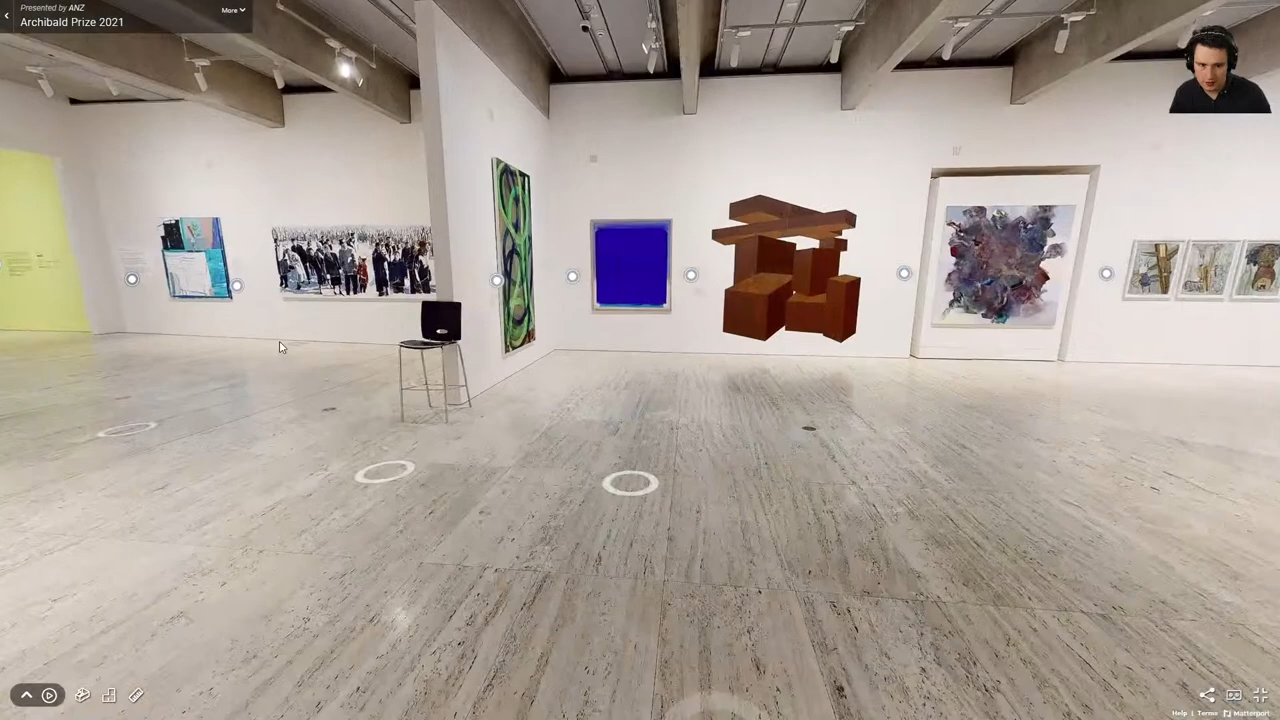 Presented by ANZ
More
Archibald Prize 2021
Help | Terms
Matterport